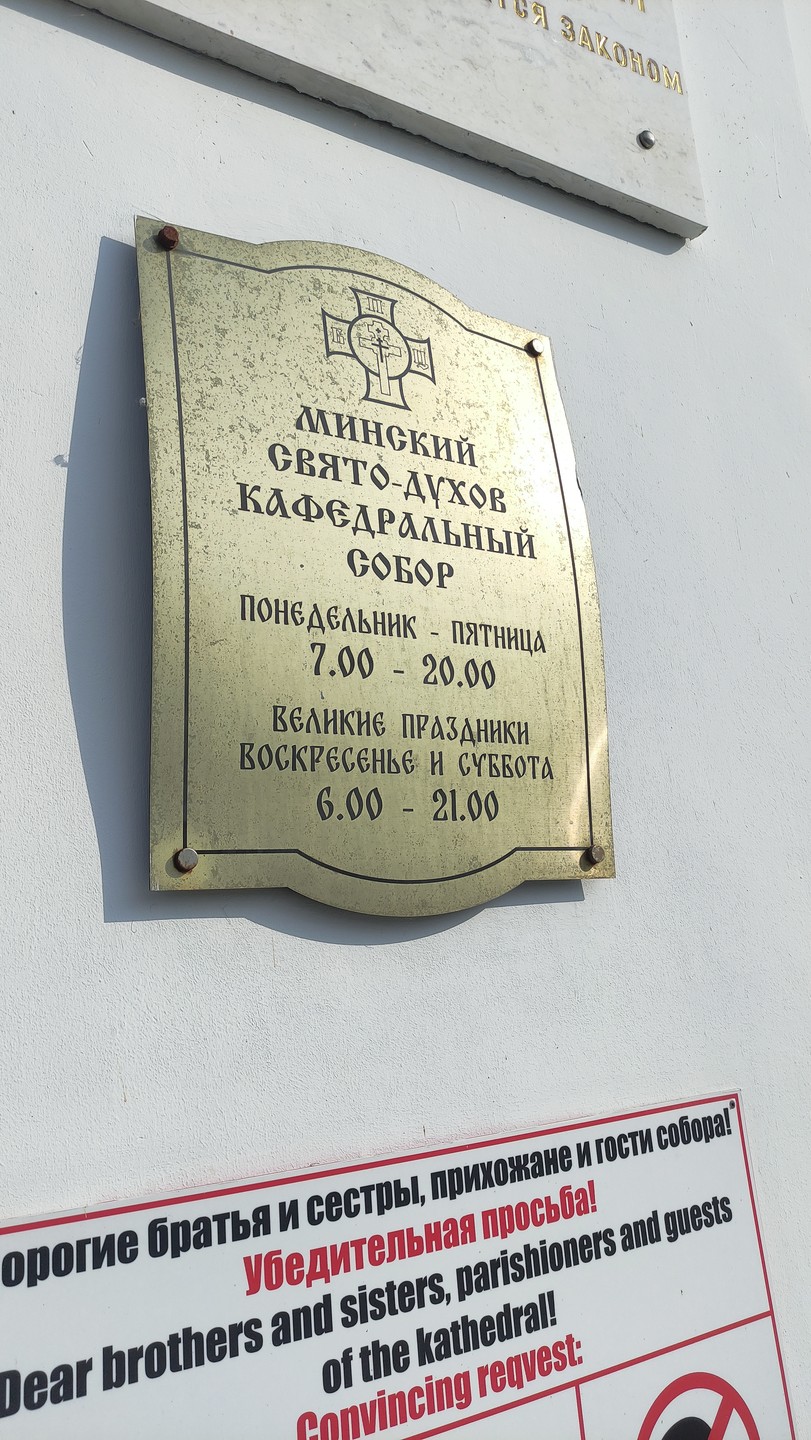 ЗАКОНОМ
МИНСКИЙ
СВЯТО-ДУХОВ
КАФЕДРАЛЬНЫЙ
СОБОР
ПОНЕДЕЛЬНИК - ПЯТНИЦА
7.00 - 20.00
ВЕЛИКИЕ ПРАЗДНИКИ
ВОСКРЕСЕНЬЕ И СУББОТА
6.00 - 21.00
орогие братья и сестры, прихожане и гости собора!
Убедительная просьба!
Dear brothers and sisters, parishioners and guests
of the kathedral!
Convincing reqvest: